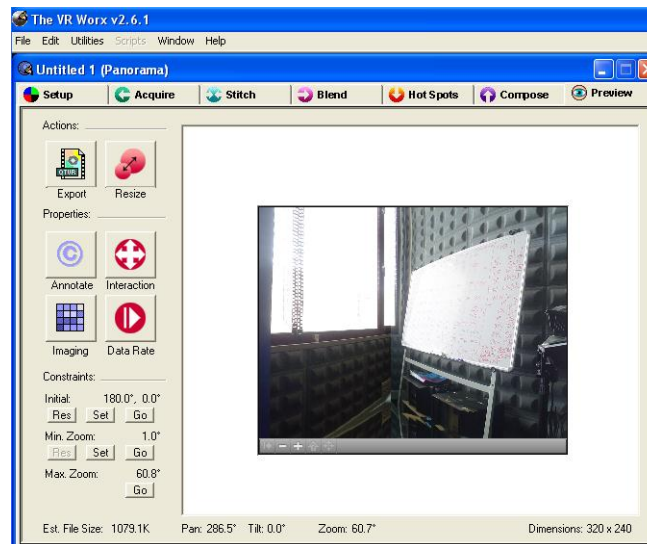 The VR Worx v2.6.1
File Edit Utilities Scripts Window Help
Untitled 1 (Panorama)
Setup Acquire Stitch Blend Hot Spots Compose Preview
Actions:
QTVR
Export Resize
Properties:
Annotate Interaction
Imaging Data Rate
Constraints:
Initial: 180.0°, 0.0°
Res Set Go
Min. Zoom: 1.0°
Res Set Go
Max. Zoom: 60.8°
Go
Est. File Size: 1079.1K Pan: 286.5° Tilt: 0.0° Zoom: 60.7° Dimensions: 320 x 240